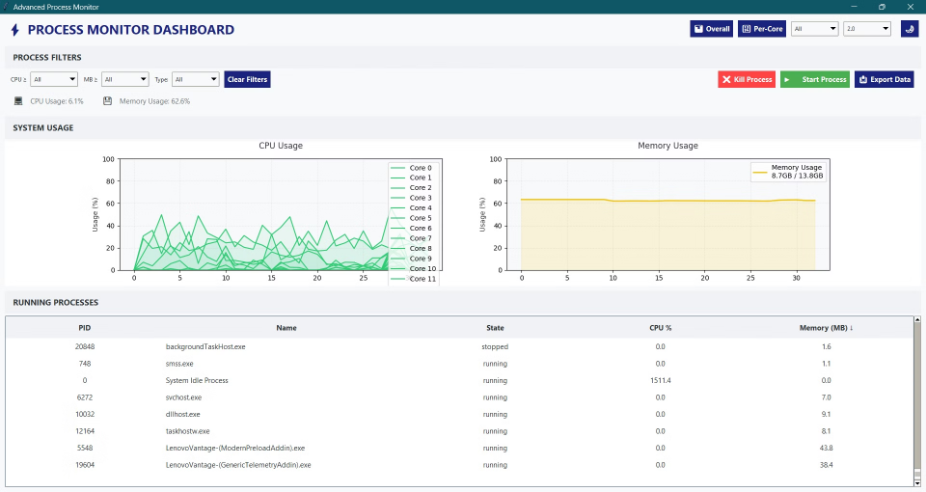 Advanced Process Monitor
PROCESS MONITOR DASHBOARD
Overall Per-Core All 2.0
PROCESS FILTERS
CPU ≥ All MB ≥ All Type: All Clear Filters Kill Process Start Process Export Data
CPU Usage: 6.1% Memory Usage: 62.6%
SYSTEM USAGE
CPU Usage
Usage (%)
100
80
60
40
20
0
0 5 10 15 20 25
Core 0
Core 1
Core 2
Core 3
Core 4
Core 5
Core 6
Core 7
Core 8
Core 9
Core 10
Core 11
Memory Usage
Usage (%)
100
80
60
40
20
0
0 5 10 15 20 25 30
Memory Usage
8.7GB / 13.8GB
RUNNING PROCESSES
PID Name State CPU % Memory (MB) ↓
20848 backgroundTaskHost.exe stopped 0.0 1.6
748 smss.exe running 0.0 1.1
0 System Idle Process running 1511.4 0.0
6272 svchost.exe running 0.0 7.0
10032 dllhost.exe running 0.0 9.1
12164 taskhostw.exe running 0.0 8.1
5548 LenovoVantage-(ModernPreloadAddin).exe running 0.0 43.8
19604 LenovoVantage-(GenericTelemetryAddin).exe running 0.0 38.4